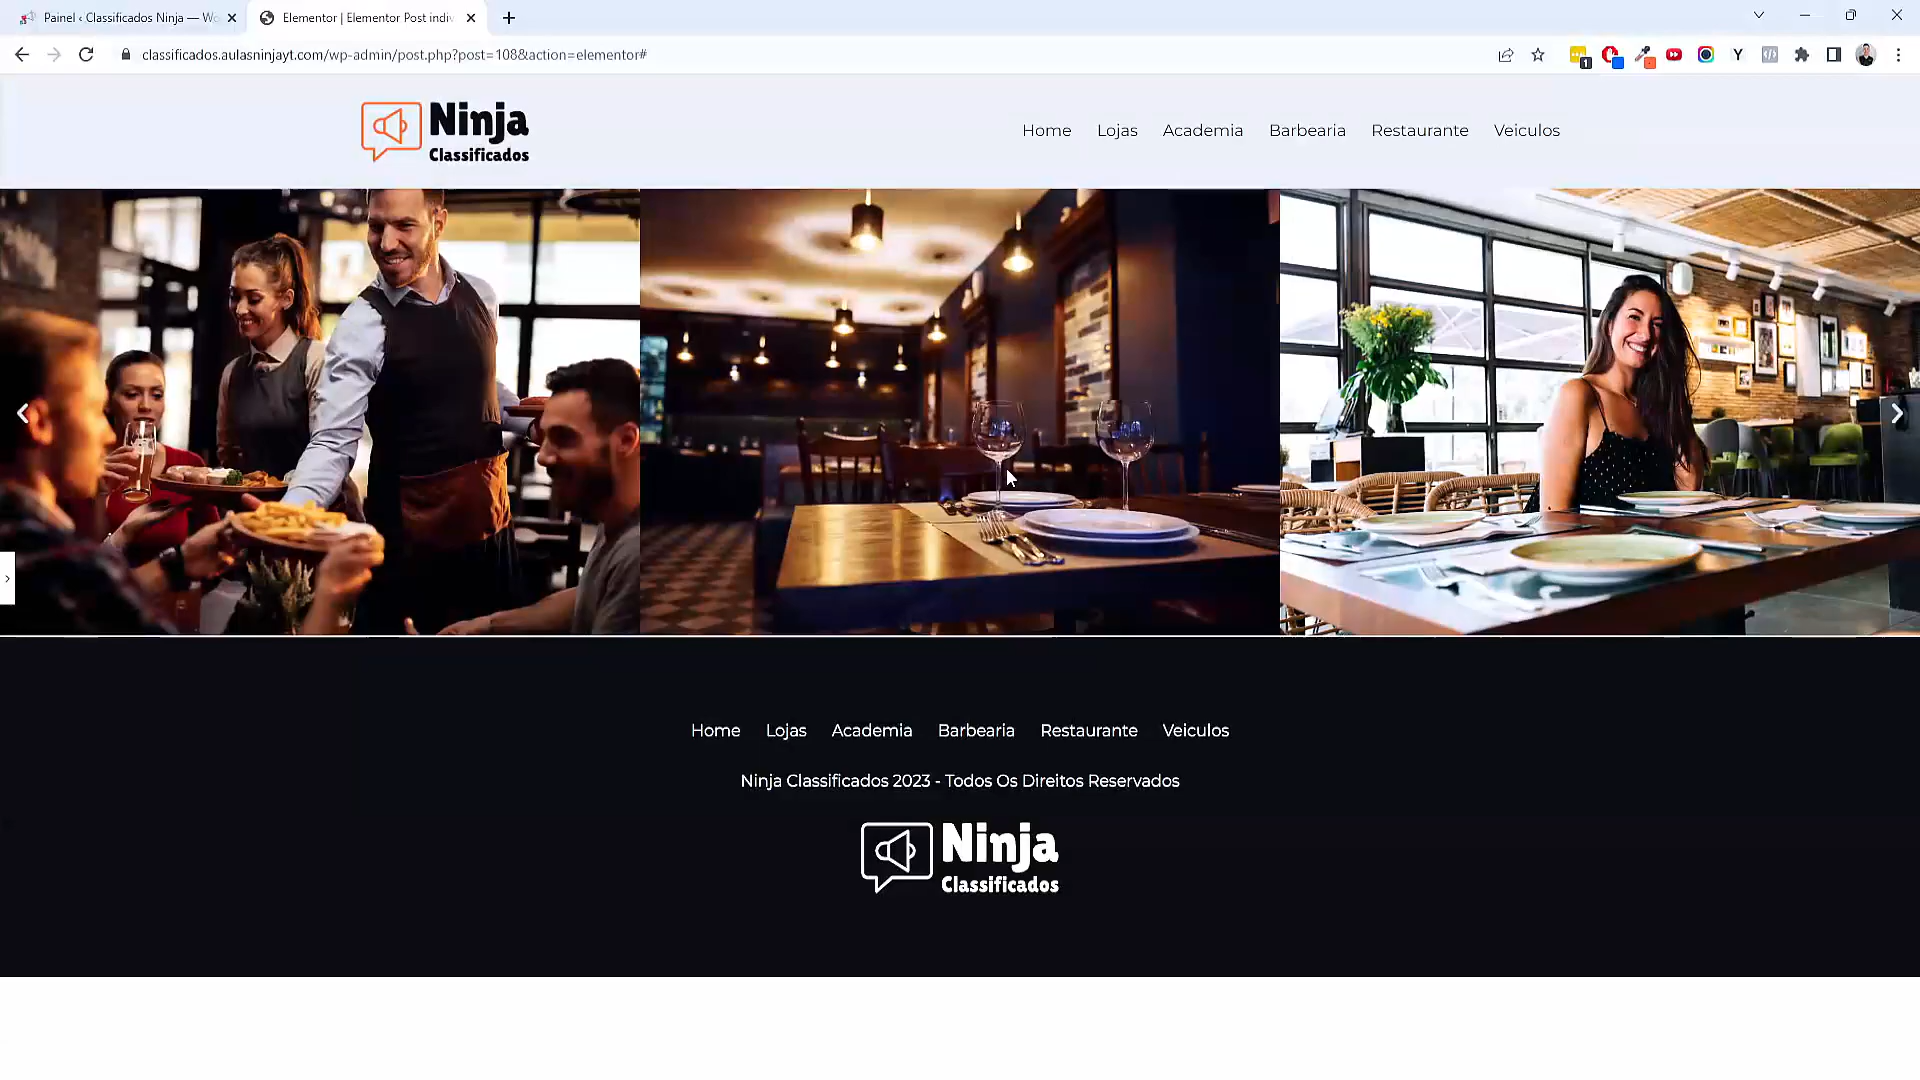 Painel ‹ Classificados Ninja — Wo
Elementor | Elementor Post indiv
classificados.aulasninjayt.com/wp-admin/post.php?post=108&action=elementor#
1
Y
Ninja
Classificados
Home Lojas Academia Barbearia Restaurante Veiculos
Home Lojas Academia Barbearia Restaurante Veiculos
Ninja Classificados 2023 - Todos Os Direitos Reservados
Ninja
Classificados